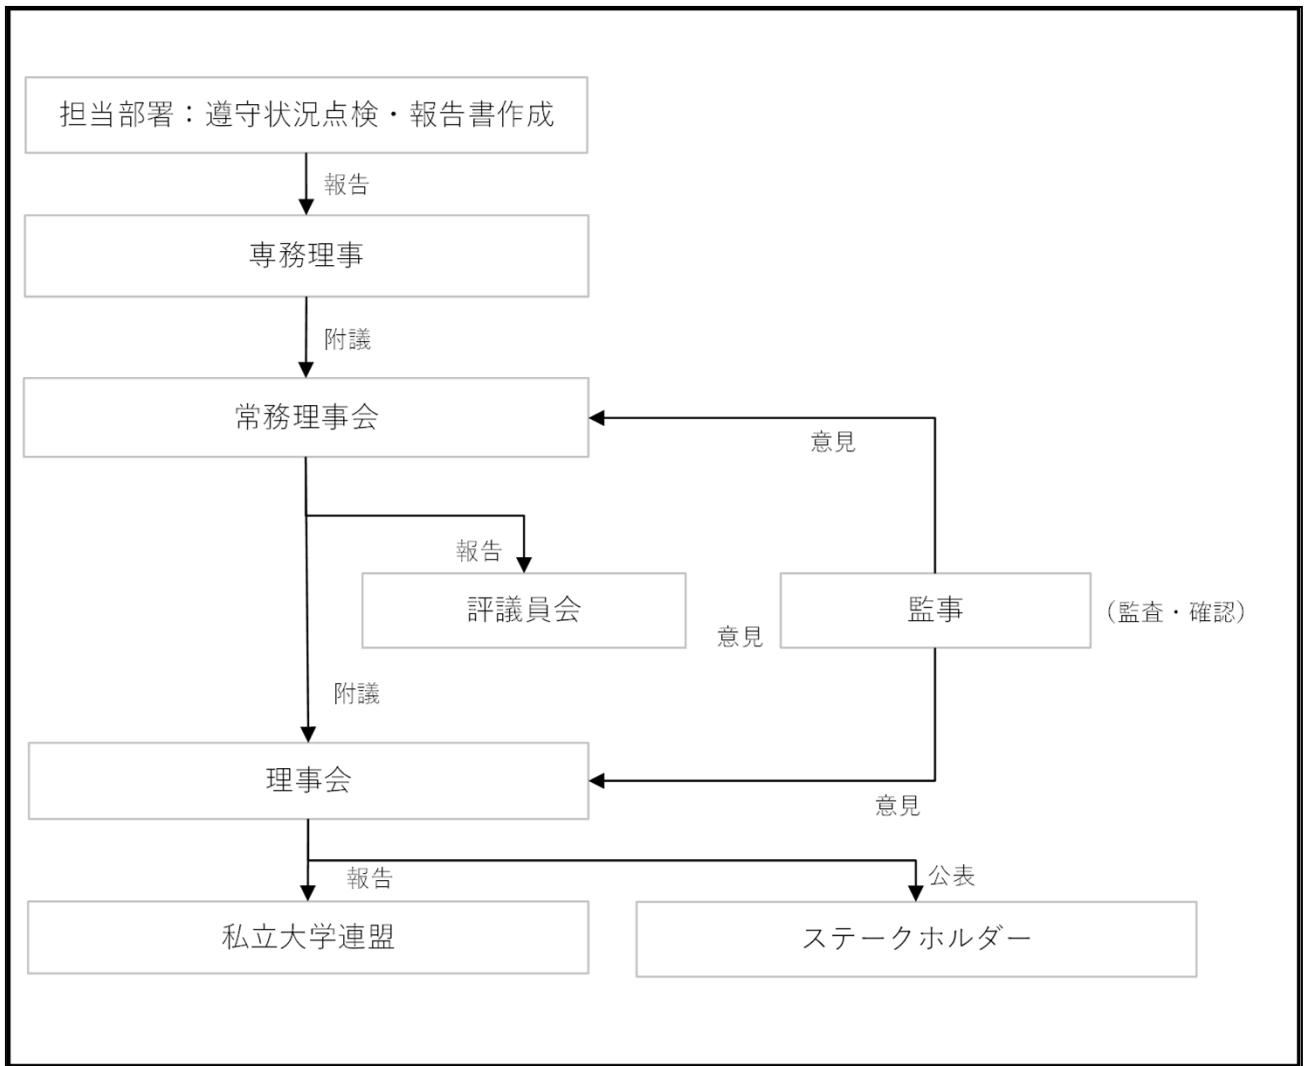 担当部署：遵守状況点検・報告書作成
報告
専務理事
附議
常務理事会
意見
報告
評議員会
意見
監事
（監査・確認）
附議
理事会
意見
報告
公表
私立大学連盟
ステークホルダー